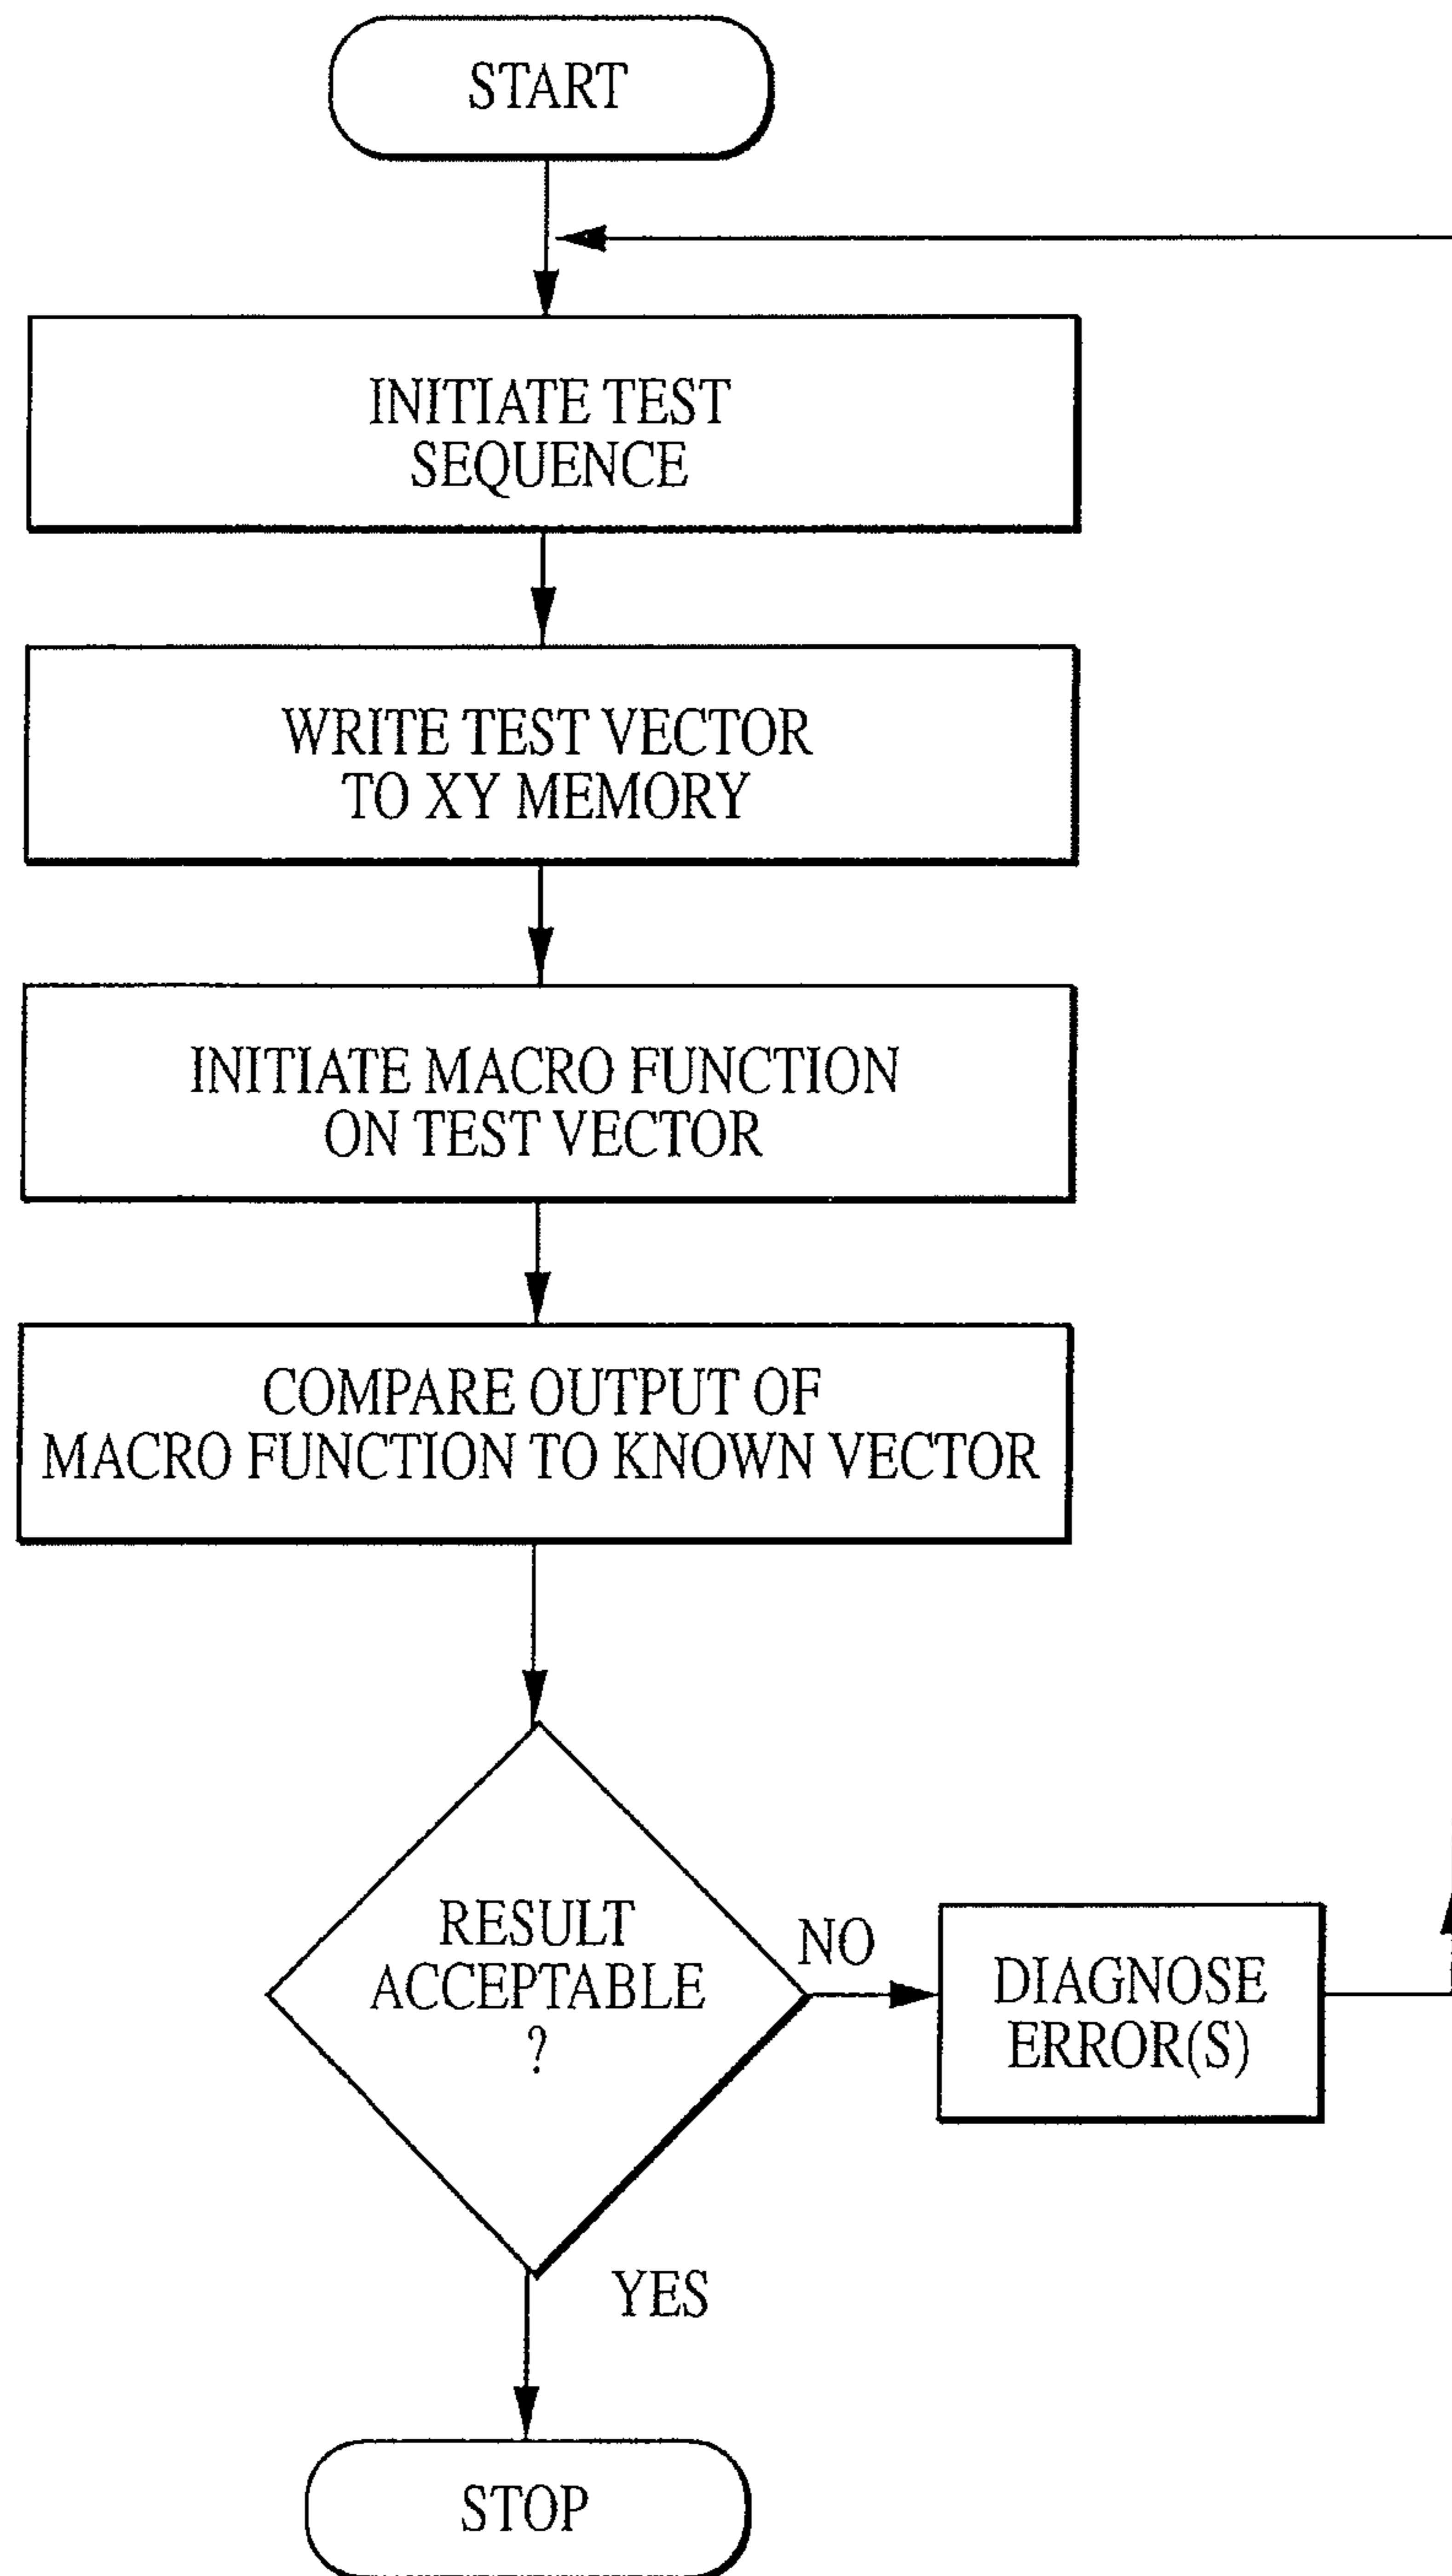 START
INITIATE TEST
SEQUENCE
WRITE TEST VECTOR
TO XY MEMORY
INITIATE MACRO FUNCTION
ON TEST VECTOR
COMPARE OUTPUT OF
MACRO FUNCTION TO KNOWN VECTOR
RESULT
ACCEPTABLE
?
NO
DIAGNOSE
ERROR(S)
YES
STOP